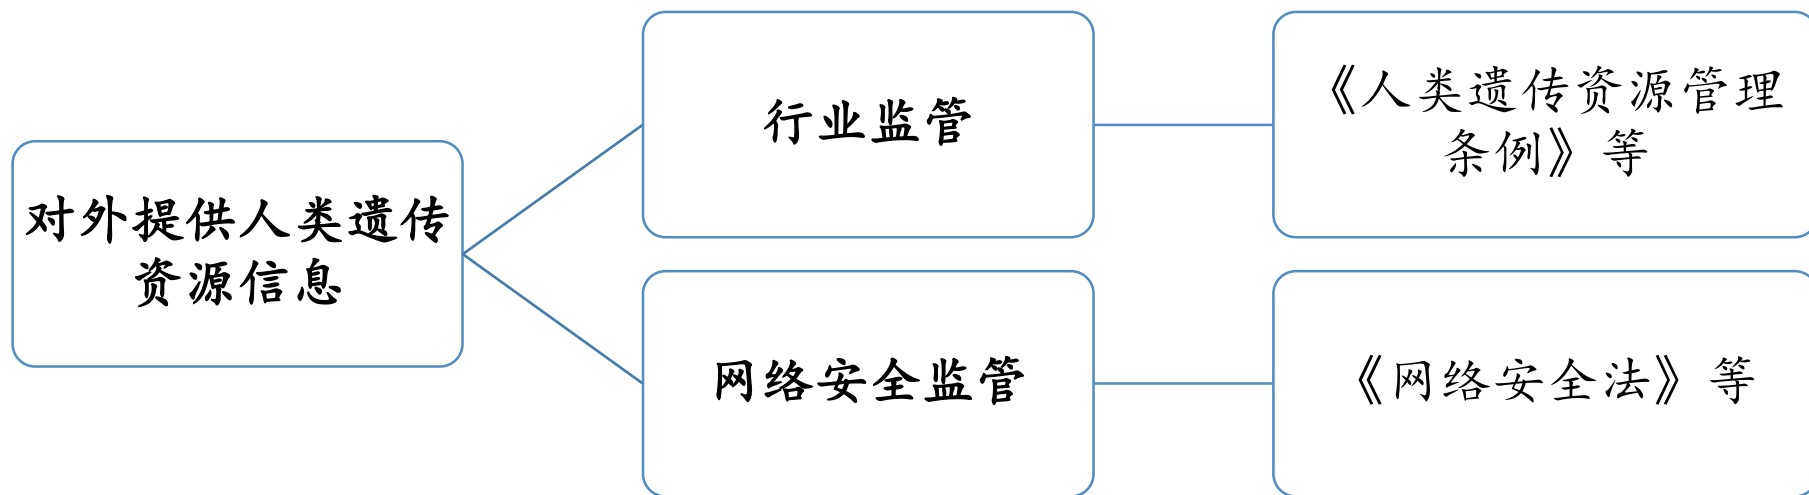 对外提供人类遗传
资源信息
行业监管
《人类遗传资源管理
条例》等
网络安全监管
《网络安全法》等